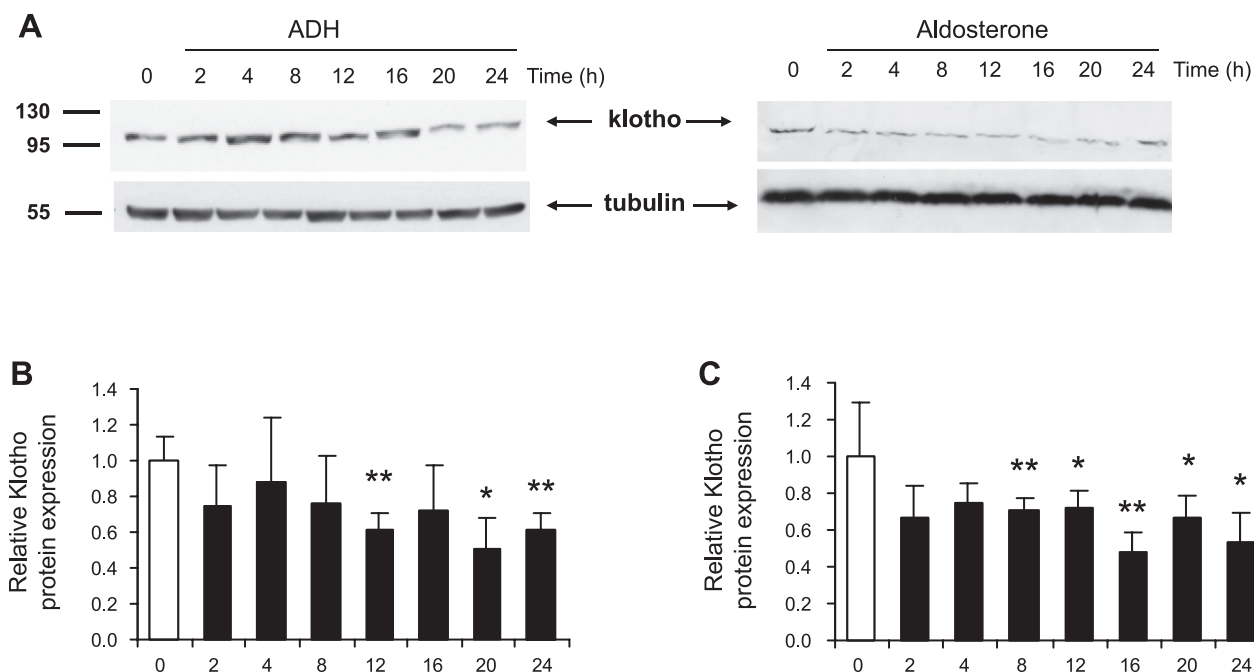 A
ADH
0 2 4 8 12 16 20 24 Time (h)
130
95
55
klotho
tubulin
Aldosterone
0 2 4 8 12 16 20 24 Time (h)
B
Relative Klotho
protein expression
1.4
1.2
1.0
0.8
0.6
0.4
0.2
0.0
** * **
0 2 4 8 12 16 20 24
C
Relative Klotho
protein expression
1.4
1.2
1.0
0.8
0.6
0.4
0.2
0.0
** * ** * *
0 2 4 8 12 16 20 24